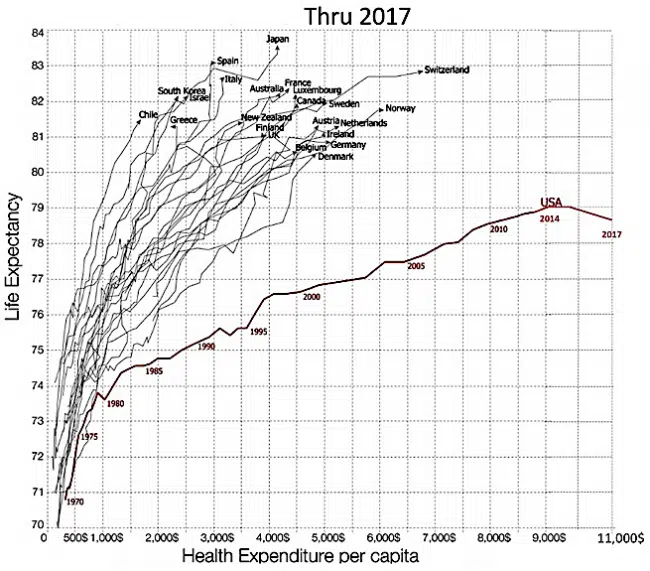 Thru 2017
84
83
82
81
80
79
78
77
76
75
74
73
72
71
70
Life Expectancy
Japan
Spain
Switzerland
Italy
South Korea
Israel
Australia
France
Luxembourg
Canada
Sweden
Norway
Chile
Greece
New Zealand
Finland
UK
Austria
Netherlands
Ireland
Germany
Belgium
Denmark
USA
2014
2017
2010
2005
2000
1995
1990
1985
1980
1975
1970
0 500$ 1,000$ 2,000$ 3,000$ 4,000$ 5,000$ 6,000$ 7,000$ 8,000$ 9,000$ 11,000$
Health Expenditure per capita